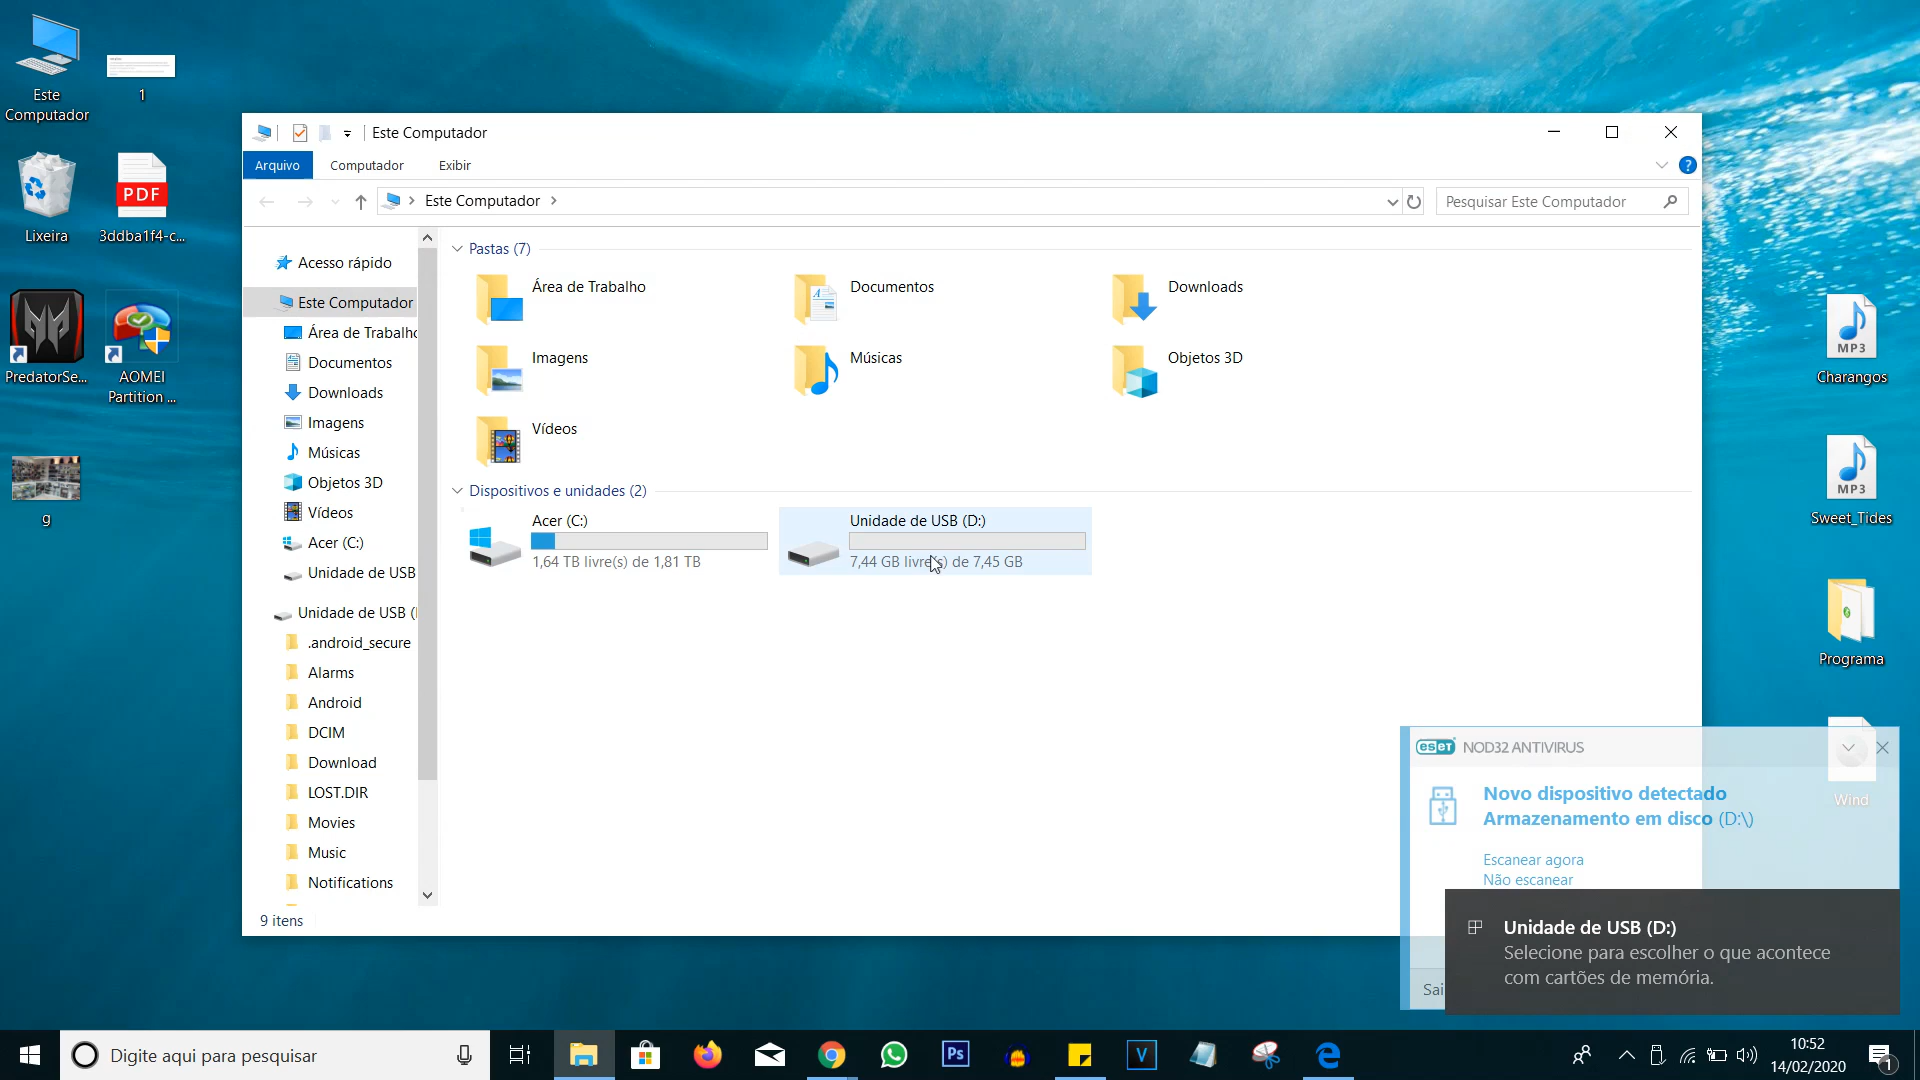 Este
Computador
1
Lixeira
PDF
3ddba1f4-c...
PredatorSe...
AOMEI
Partition ...
g
Este Computador
Arquivo
Computador
Exibir
Este Computador
Pesquisar Este Computador
Acesso rápido
Este Computador
Área de Trabalho
Documentos
Downloads
Imagens
Músicas
Objetos 3D
Vídeos
Acer (C:)
Unidade de USB
Unidade de USB (
.android_secure
Alarms
Android
DCIM
Download
LOST.DIR
Movies
Music
Notifications
Pastas (7)
Área de Trabalho
Documentos
Downloads
Imagens
Músicas
Objetos 3D
Vídeos
Dispositivos e unidades (2)
Acer (C:)
1,64 TB livre(s) de 1,81 TB
Unidade de USB (D:)
7,44 GB livre(s) de 7,45 GB
9 itens
MP3
Charangos
MP3
Sweet_Tides
Programa
Wind
eset NOD32 ANTIVIRUS
Novo dispositivo detectado
Armazenamento em disco (D:\)
Escanear agora
Não escanear
Sai
Unidade de USB (D:)
Selecione para escolher o que acontece
com cartões de memória.
Digite aqui para pesquisar
Ps
V
10:52
14/02/2020
1